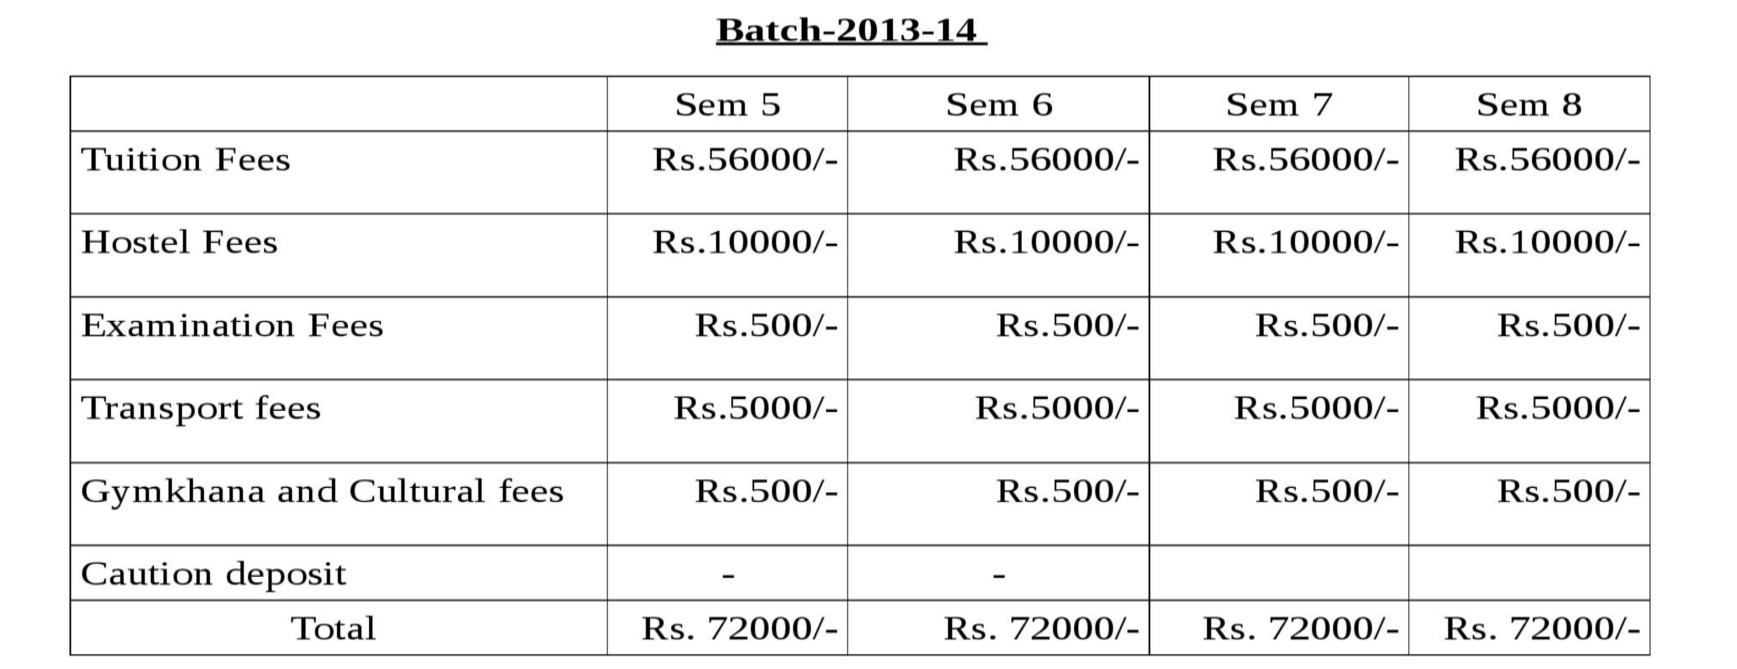 Batch-2013-14
Sem 5 Sem 6 Sem 7 Sem 8
Tuition Fees Rs.56000/- Rs.56000/- Rs.56000/- Rs.56000/-
Hostel Fees Rs.10000/- Rs.10000/- Rs.10000/- Rs.10000/-
Examination Fees Rs.500/- Rs.500/- Rs.500/- Rs.500/-
Transport fees Rs.5000/- Rs.5000/- Rs.5000/- Rs.5000/-
Gymkhana and Cultural fees Rs.500/- Rs.500/- Rs.500/- Rs.500/-
Caution deposit - -
Total Rs. 72000/- Rs. 72000/- Rs. 72000/- Rs. 72000/-